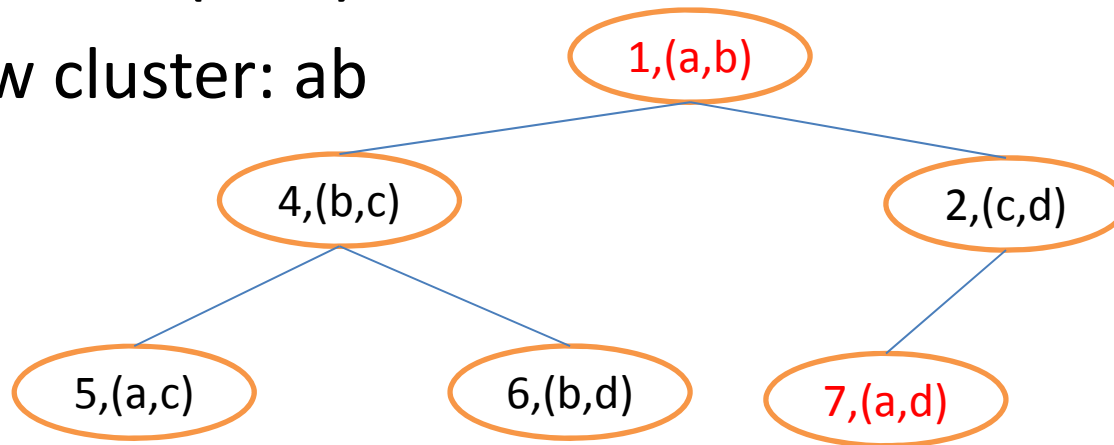 w cluster: ab
1,(a,b)
4,(b,c)
2,(c,d)
5,(a,c)
6,(b,d)
7,(a,d)